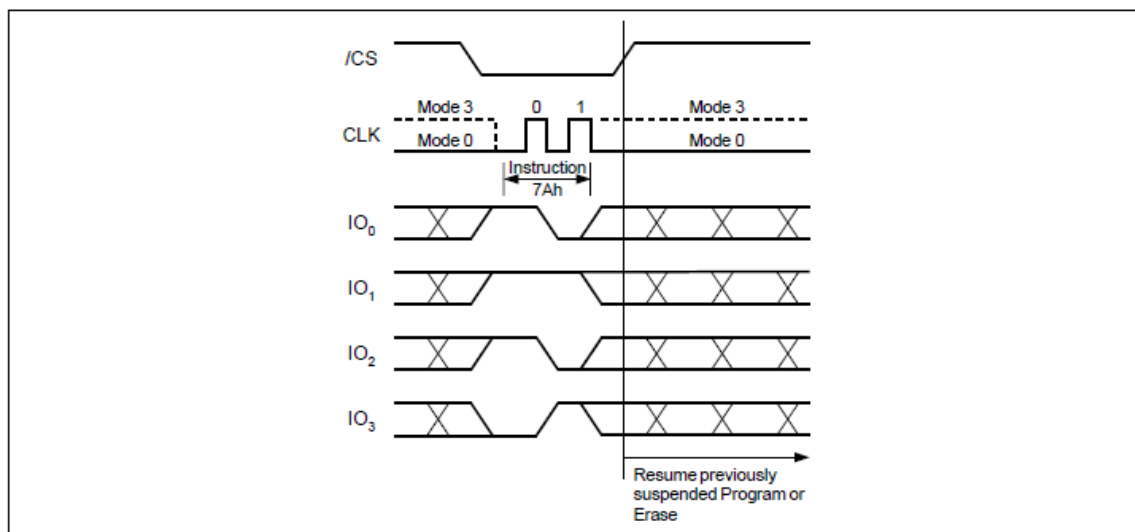 /CS
Mode 3 0 1 Mode 3
CLK
Mode 0 Mode 0
Instruction
7Ah
IO0
IO1
IO2
IO3
Resume previously
suspended Program or
Erase